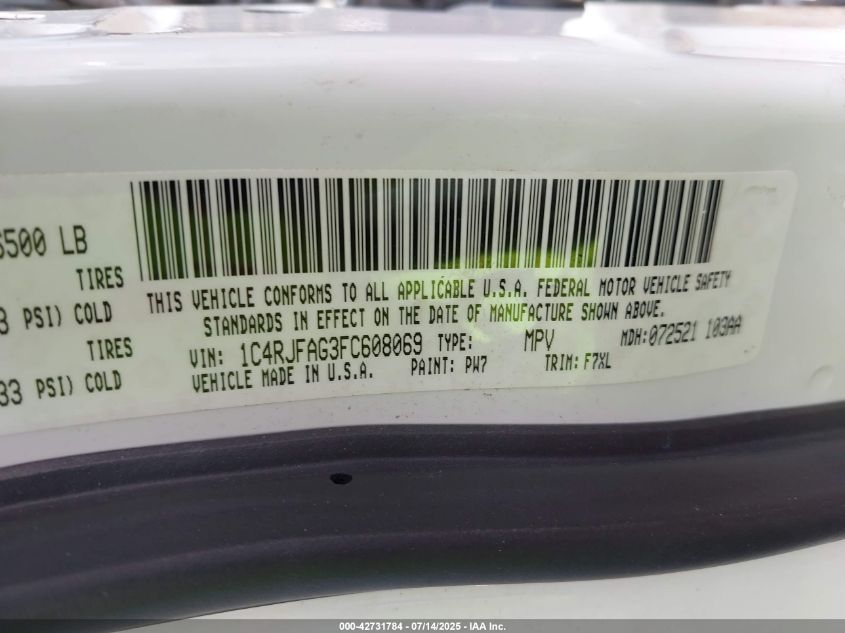 6500 LB
TIRES
3 PSI) COLD
TIRES
33 PSI) COLD
THIS VEHICLE CONFORMS TO ALL APPLICABLE U.S.A. FEDERAL MOTOR VEHICLE SAFETY
STANDARDS IN EFFECT ON THE DATE OF MANUFACTURE SHOWN ABOVE.
VIN: 1C4RJFAG3FC608069 TYPE: MPV MDH:072521 103AA
VEHICLE MADE IN U.S.A. PAINT: PW7 TRIM: F7XL
000-42731784 - 07/14/2025 - IAA Inc.